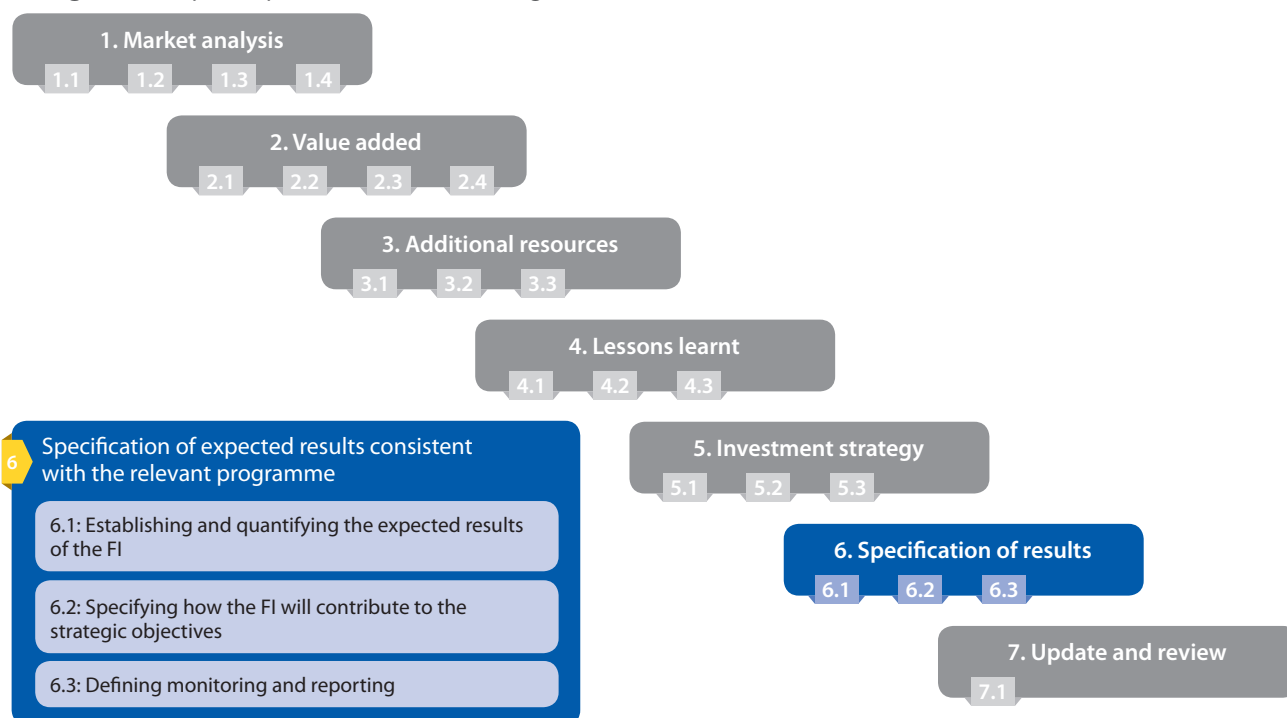 1. Market analysis
1.1 1.2 1.3 1.4
2. Value added
2.1 2.2 2.3 2.4
3. Additional resources
3.1 3.2 3.3
4. Lessons learnt
4.1 4.2 4.3
5. Investment strategy
5.1 5.2 5.3
6
Specification of expected results consistent
with the relevant programme
6.1: Establishing and quantifying the expected results
of the FI
6.2: Specifying how the FI will contribute to the
strategic objectives
6.3: Defining monitoring and reporting
6. Specification of results
6.1 6.2 6.3
7. Update and review
7.1